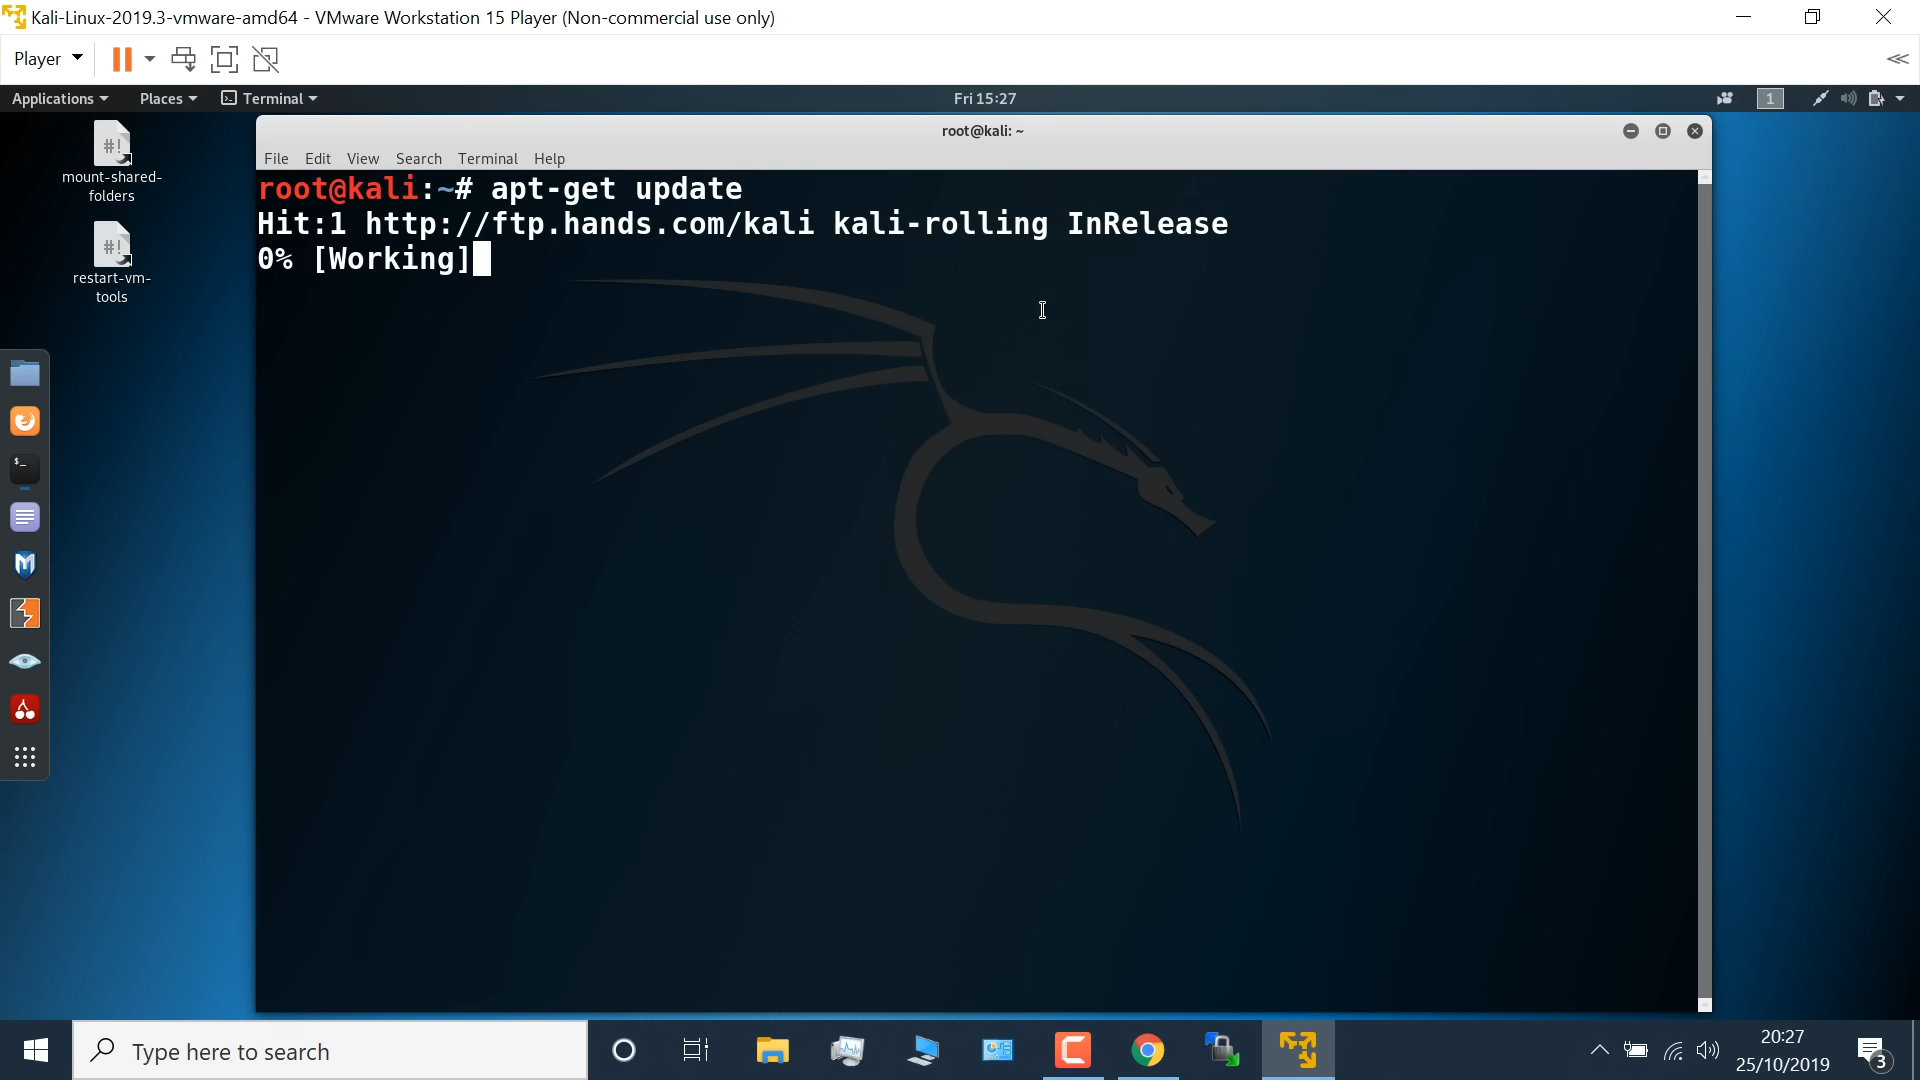 Kali-Linux-2019.3-vmware-amd64 - VMware Workstation 15 Player (Non-commercial use only)
Player
Applications Places Terminal Fri 15:27 1
root@kali: ~
File Edit View Search Terminal Help
mount-shared-
folders
restart-vm-
tools
root@kali:~# apt-get update
Hit:1 http://ftp.hands.com/kali kali-rolling InRelease
0% [Working]
Type here to search
20:27
25/10/2019
3